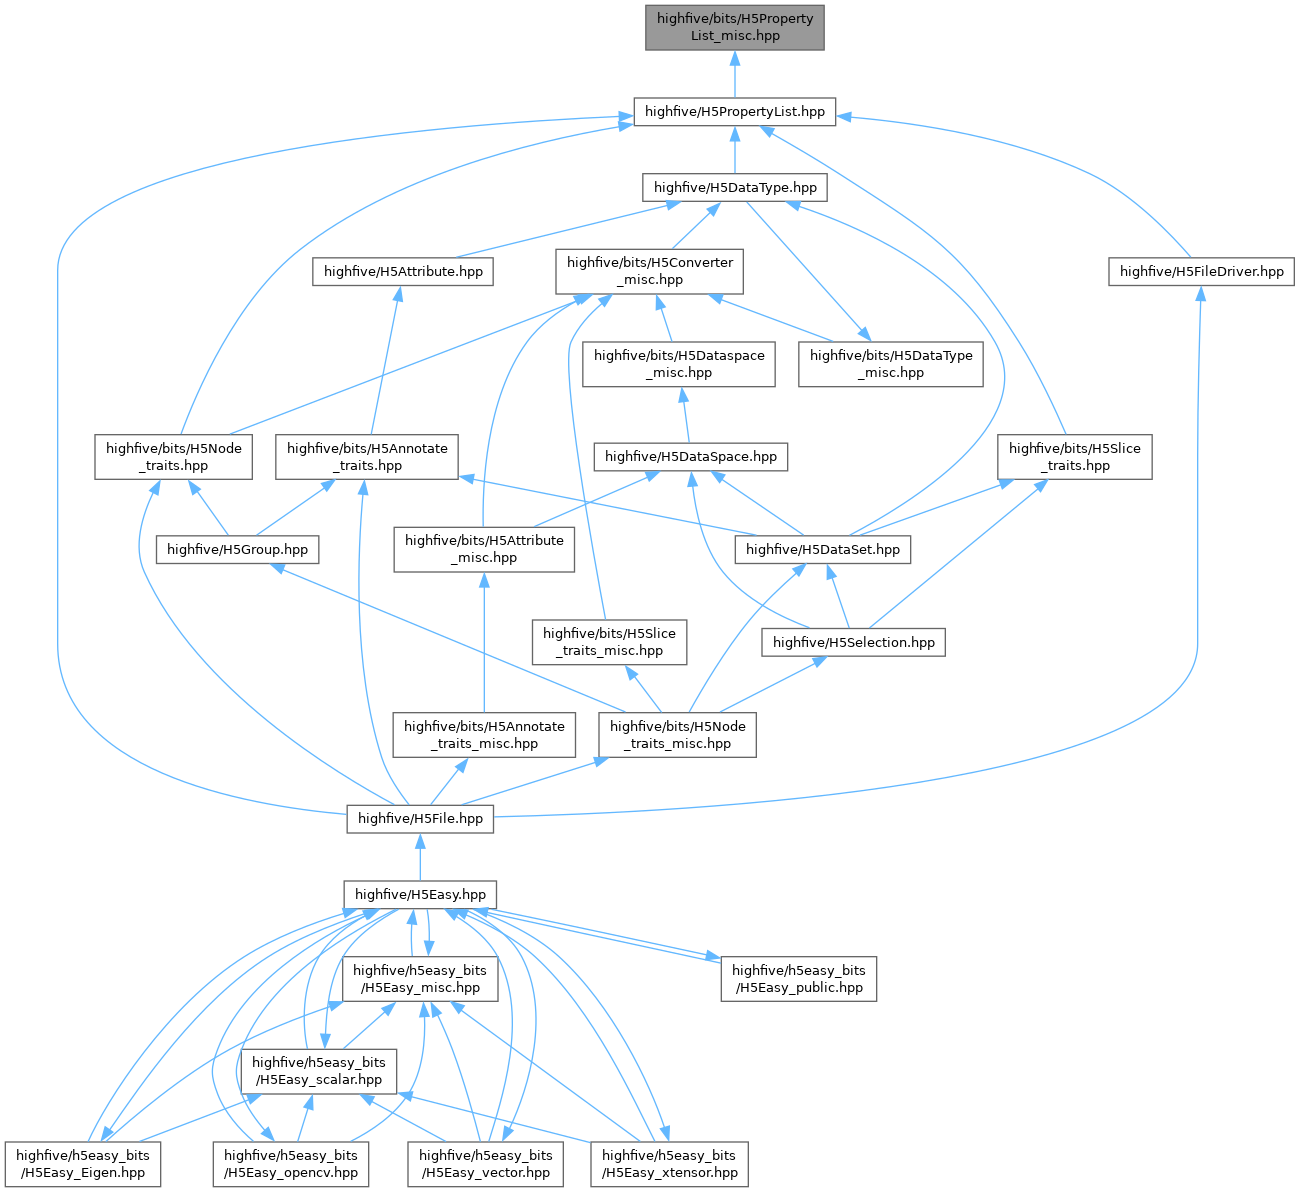 highfive/bits/H5Property
List_misc.hpp
highfive/H5PropertyList.hpp
highfive/H5DataType.hpp
highfive/H5Attribute.hpp
highfive/bits/H5Converter
_misc.hpp
highfive/H5FileDriver.hpp
highfive/bits/H5Dataspace
_misc.hpp
highfive/bits/H5DataType
_misc.hpp
highfive/bits/H5Node
_traits.hpp
highfive/bits/H5Annotate
_traits.hpp
highfive/H5DataSpace.hpp
highfive/bits/H5Slice
_traits.hpp
highfive/H5Group.hpp
highfive/bits/H5Attribute
_misc.hpp
highfive/H5DataSet.hpp
highfive/bits/H5Slice
_traits_misc.hpp
highfive/H5Selection.hpp
highfive/bits/H5Annotate
_traits_misc.hpp
highfive/bits/H5Node
_traits_misc.hpp
highfive/H5File.hpp
highfive/H5Easy.hpp
highfive/h5easy_bits
/H5Easy_misc.hpp
highfive/h5easy_bits
/H5Easy_public.hpp
highfive/h5easy_bits
/H5Easy_scalar.hpp
highfive/h5easy_bits
/H5Easy_Eigen.hpp
highfive/h5easy_bits
/H5Easy_opencv.hpp
highfive/h5easy_bits
/H5Easy_vector.hpp
highfive/h5easy_bits
/H5Easy_xtensor.hpp